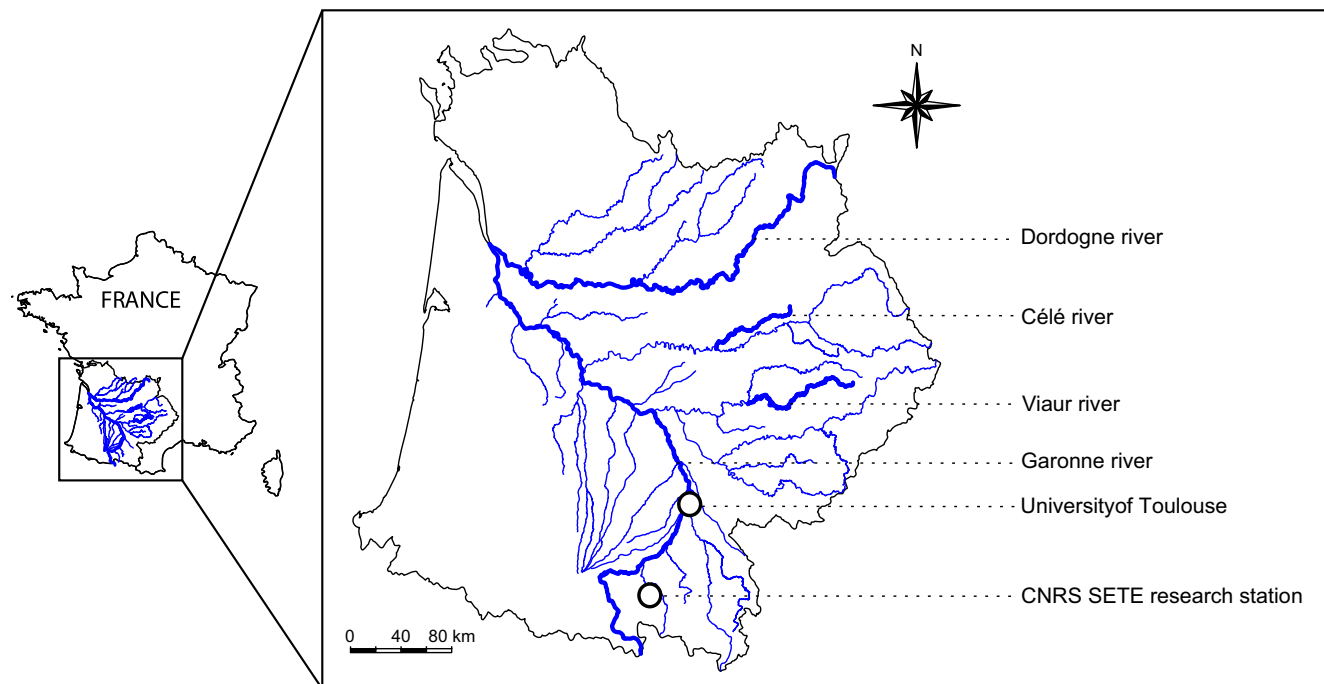 N
FRANCE
Dordogne river
Célé river
Viaur river
Garonne river
Universityof Toulouse
CNRS SETE research station
0 40 80 km